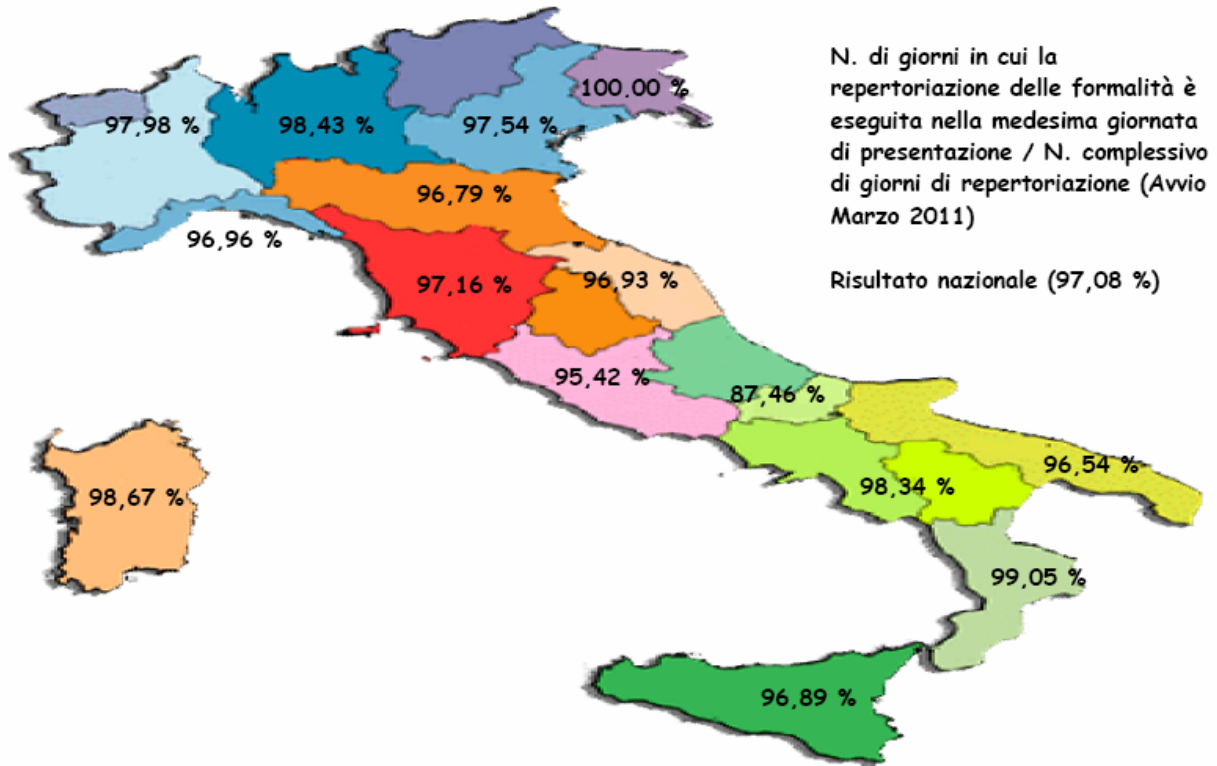 N. di giorni in cui la
repertoriazione delle formalità è
eseguita nella medesima giornata
di presentazione / N. complessivo
di giorni di repertoriazione (Avvio
Marzo 2011)
Risultato nazionale (97,08 %)
100,00 %
97,98 %
98,43 %
97,54 %
96,79 %
96,96 %
97,16 %
96,93 %
95,42 %
87,46 %
96,54 %
98,34 %
98,67 %
99,05 %
96,89 %